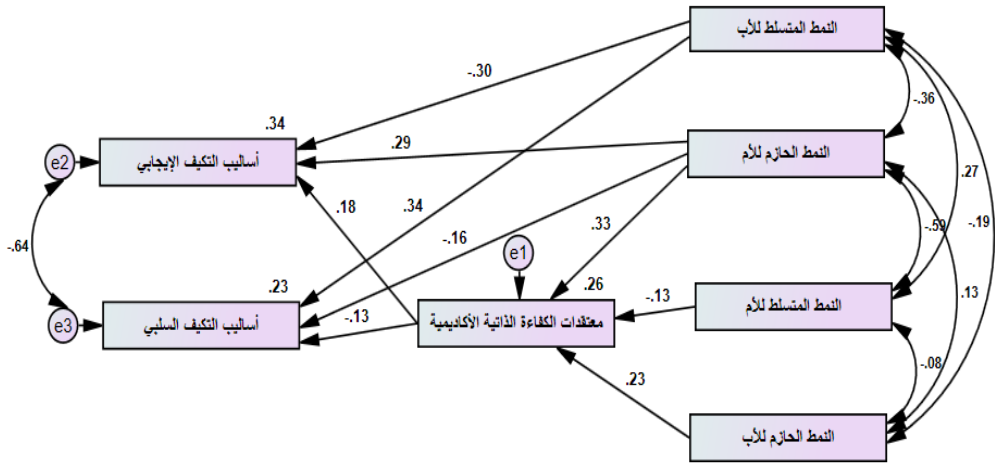 النمط المتسلط للأب
-.30
-.36
.34
النمط الحازم للأم
e2
أساليب التكيف الإيجابي
.29
.27
.18
.34
-.19
-.59
.33
-.16
-.64
e1
.23
.26
.13
النمط المتسلط للأم
-.13
e3
أساليب التكيف السلبي
معتقدات الكفاءة الذاتية الأكاديمية
-.13
-.08
.23
النمط الحازم للأب